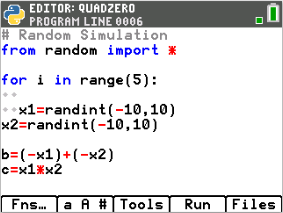 EDITOR: QUADZERO
PROGRAM LINE 0006
# Random Simulation
from random import *
for i in range(5):
x1=randint(-10,10)
x2=randint(-10,10)
b=(-x1)+(-x2)
c=x1*x2
Fns… a A # Tools Run Files